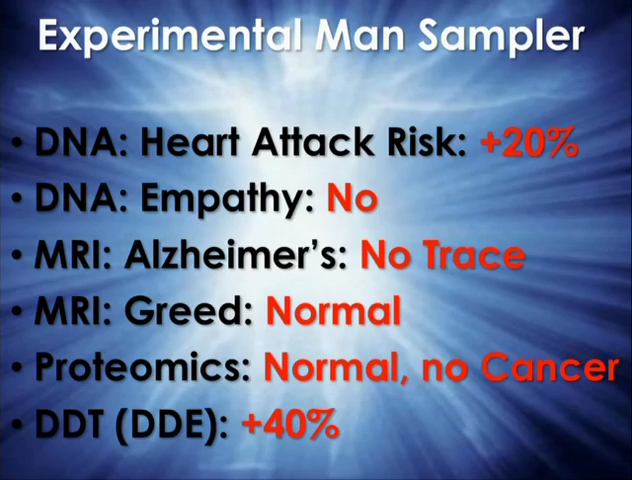 Experimental Man Sampler
• DNA: Heart Attack Risk: +20%
• DNA: Empathy: No
• MRI: Alzheimer’s: No Trace
• MRI: Greed: Normal
• Proteomics: Normal, no Cancer
• DDT (DDE): +40%